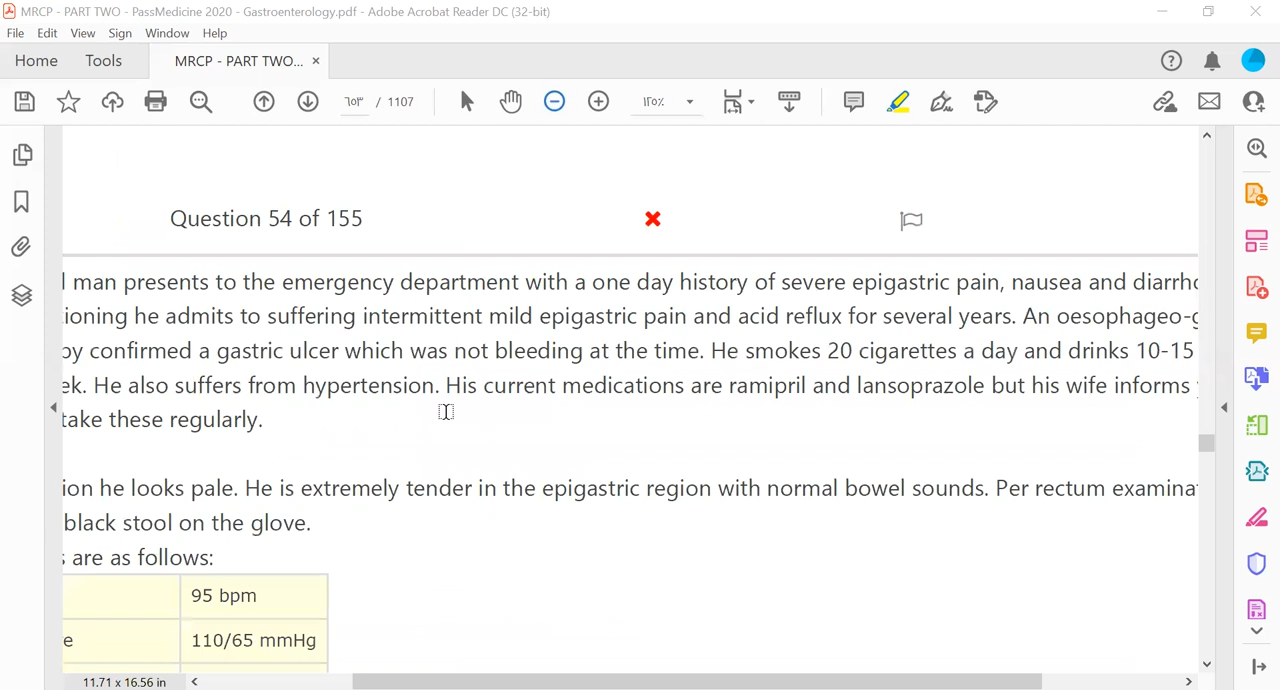 MRCP - PART TWO - PassMedicine 2020 - Gastroenterology.pdf - Adobe Acrobat Reader DC (32-bit)
File Edit View Sign Window Help
Home Tools MRCP - PART TWO... ×
٦٥٣ / 1107 ١٢٥٪
Question 54 of 155
l man presents to the emergency department with a one day history of severe epigastric pain, nausea and diarrho
ioning he admits to suffering intermittent mild epigastric pain and acid reflux for several years. An oesophageo-g
py confirmed a gastric ulcer which was not bleeding at the time. He smokes 20 cigarettes a day and drinks 10-15
ek. He also suffers from hypertension. His current medications are ramipril and lansoprazole but his wife informs
take these regularly.
ion he looks pale. He is extremely tender in the epigastric region with normal bowel sounds. Per rectum examina
black stool on the glove.
s are as follows:
95 bpm
e 110/65 mmHg
11.71 x 16.56 in